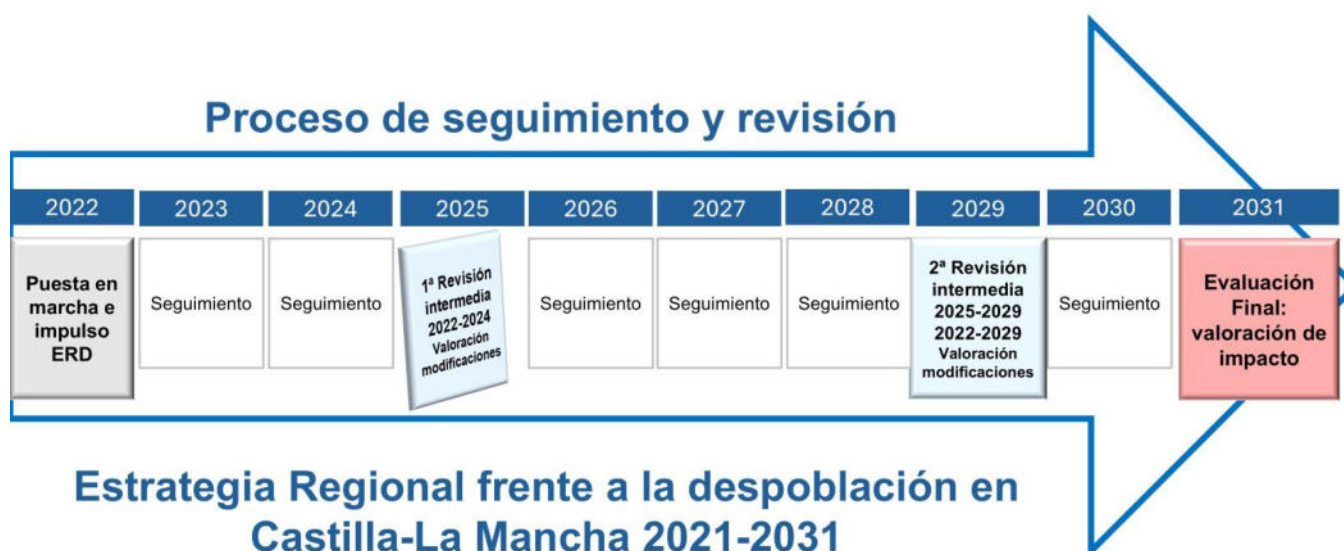 Proceso de seguimiento y revisión
2022
2023
2024
2025
2026
2027
2028
2029
2030
2031
Puesta en
marcha e
impulso
ERD
Seguimiento
Seguimiento
1ª Revisión
intermedia
2022-2024
Valoración
modificaciones
Seguimiento
Seguimiento
Seguimiento
2ª Revisión
intermedia
2025-2029
2022-2029
Valoración
modificaciones
Seguimiento
Evaluación
Final:
valoración de
impacto
Estrategia Regional frente a la despoblación en
Castilla-La Mancha 2021-2031